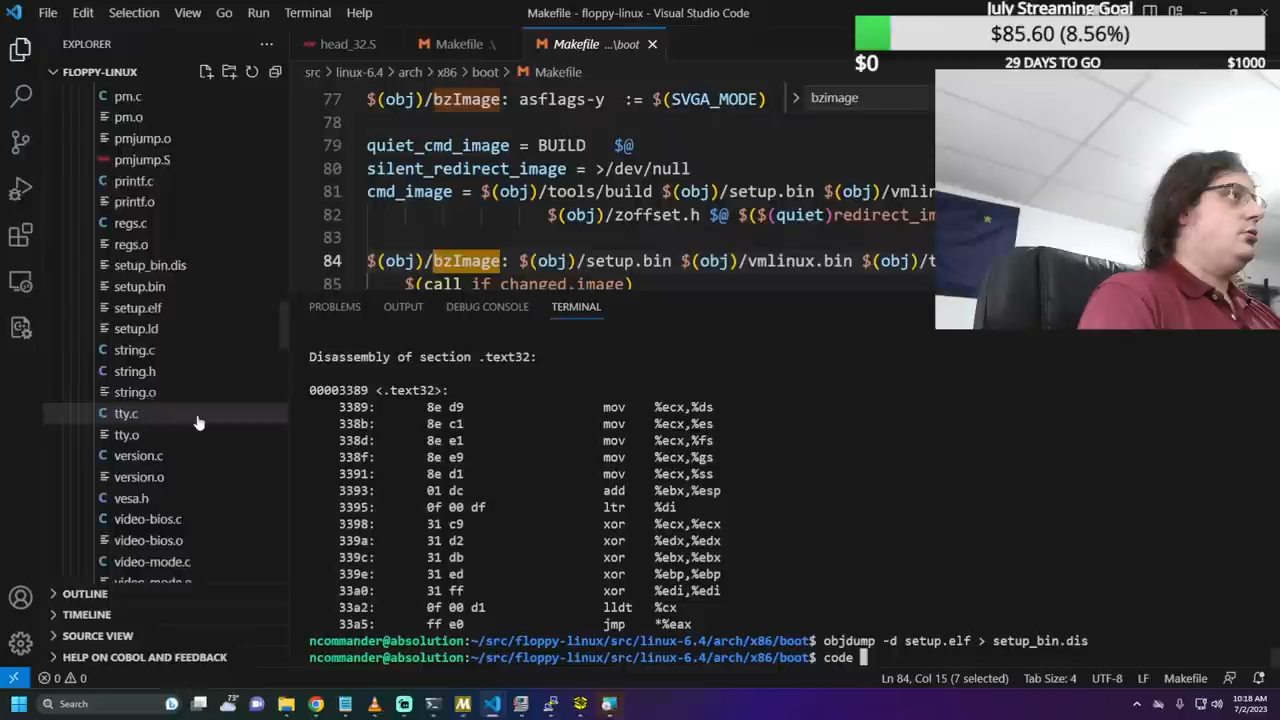 File Edit Selection View Go Run Terminal Help
Makefile - floppy-linux - Visual Studio Code
July Streaming Goal
$85.60 (8.56%)
$0 29 DAYS TO GO $1000
EXPLORER
head_32.S Makefile .\ Makefile ...\boot
FLOPPY-LINUX
src > linux-6.4 > arch > x86 > boot > Makefile
pm.c
pm.o
pmjump.o
pmjump.S
printf.c
printf.o
regs.c
regs.o
setup_bin.dis
setup.bin
setup.elf
setup.ld
string.c
string.h
string.o
tty.c
tty.o
version.c
version.o
vesa.h
video-bios.c
video-bios.o
video-mode.c
video-mode.o
OUTLINE
TIMELINE
SOURCE VIEW
HELP ON COBOL AND FOUNDATION
bzimage
77 $(obj)/bzImage: asflags-y := $(SVGA_MODE)
78
79 quiet_cmd_image = BUILD $@
80 silent_redirect_image = >/dev/null
81 cmd_image = $(obj)/tools/build $(obj)/setup.bin $(obj)/vmlin
82 $(obj)/zoffset.h $@ $($(quiet)redirect_im
83
84 $(obj)/bzImage: $(obj)/setup.bin $(obj)/vmlinux.bin $(obj)/t
85 $(call if_changed,image)
PROBLEMS OUTPUT DEBUG CONSOLE TERMINAL
Disassembly of section .text32:
00003389 <.text32>:
3389: 8e d9 mov %ecx,%ds
338b: 8e c1 mov %ecx,%es
338d: 8e e1 mov %ecx,%fs
338f: 8e e9 mov %ecx,%gs
3391: 8e d1 mov %ecx,%ss
3393: 01 dc add %ebx,%esp
3395: 0f 00 df ltr %di
3398: 31 c9 xor %ecx,%ecx
339a: 31 d2 xor %edx,%edx
339c: 31 db xor %ebx,%ebx
339e: 31 ed xor %ebp,%ebp
33a0: 31 ff xor %edi,%edi
33a2: 0f 00 d1 lldt %cx
33a5: ff e0 jmp *%eax
ncommander@absolution:~/src/floppy-linux/src/linux-6.4/arch/x86/boot$ objdump -d setup.elf > setup_bin.dis
ncommander@absolution:~/src/floppy-linux/src/linux-6.4/arch/x86/boot$ code
0 0 Ln 84, Col 15 (7 selected) Tab Size: 4 UTF-8 LF Makefile
Search 73° 10:18 AM
7/2/2023